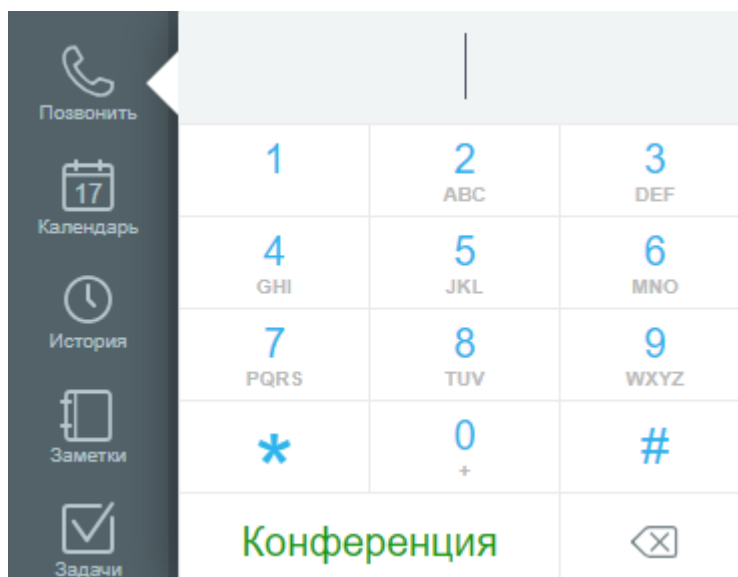 Позвонить
17
Календарь
История
Заметки
Задачи
1
2
3
ABC
DEF
4
5
6
GHI
JKL
MNO
7
8
9
PQRS
TUV
WXYZ
*
0
#
+
Конференция